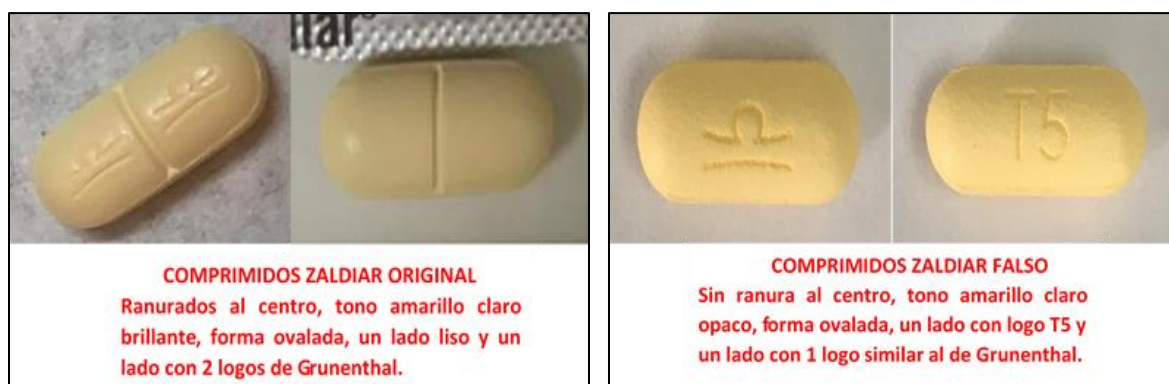 COMPRIMIDOS ZALDIAR ORIGINAL
Ranurados al centro, tono amarillo claro
brillante, forma ovalada, un lado liso y un
lado con 2 logos de Grunenthal.
T5
COMPRIMIDOS ZALDIAR FALSO
Sin ranura al centro, tono amarillo claro
opaco, forma ovalada, un lado con logo T5 y
un lado con 1 logo similar al de Grunenthal.